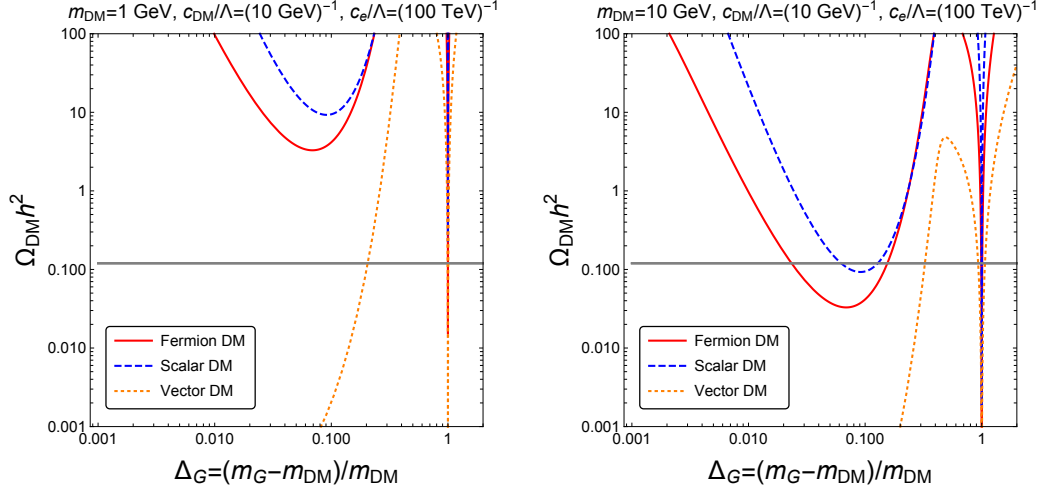 m_DM=1 GeV, c_DM/Λ=(10 GeV)⁻¹, c_e/Λ=(100 TeV)⁻¹
100
10
1
0.100
0.010
0.001
Ω_DM h²
Fermion DM
Scalar DM
Vector DM
0.001 0.010 0.100 1
Δ_G=(m_G−m_DM)/m_DM
m_DM=10 GeV, c_DM/Λ=(10 GeV)⁻¹, c_e/Λ=(100 TeV)⁻¹
100
10
1
0.100
0.010
0.001
Ω_DM h²
Fermion DM
Scalar DM
Vector DM
0.001 0.010 0.100 1
Δ_G=(m_G−m_DM)/m_DM